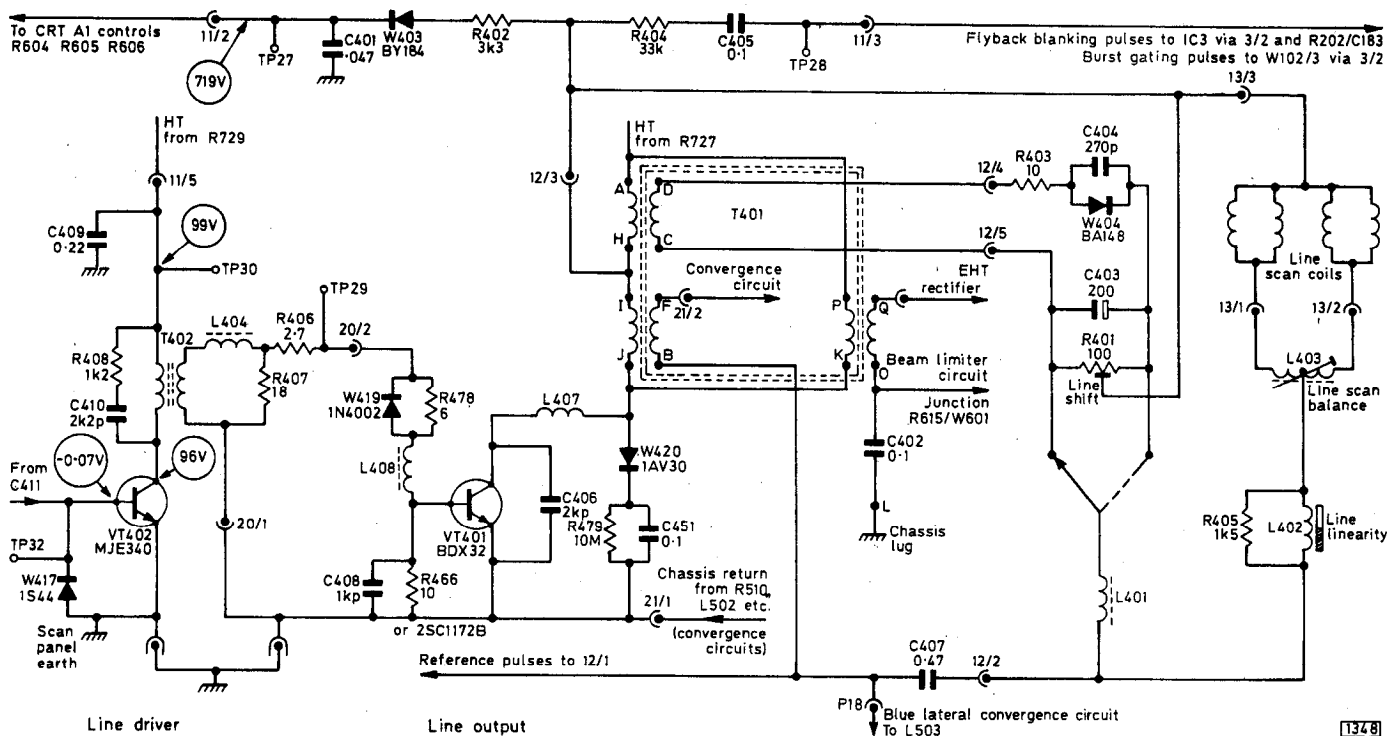 To CRT A1 controls
R604 R605 R606
11/2
719V
TP27
C401
·047
W403
BY184
R402
3k3
R404
33k
C405
0·1
TP28
11/3
Flyback blanking pulses to IC3 via 3/2 and R202/C183
Burst gating pulses to W102/3 via 3/2
13/3
HT
from R729
11/5
C409
0·22
99V
TP30
HT
from R727
12/3
A
D
T401
H
C
I
F
J
B
P
K
Q
O
12/4
R403
10
C404
270p
W404
BA148
12/5
Convergence
circuit
21/2
EHT
rectifier
C403
200
R401
100
Line
shift
Line
scan coils
13/1
13/2
L403
Line scan
balance
TP29
L404
R406
2·7
20/2
T402
R408
1k2
R407
18
C410
2k2p
W419
1N4002
R478
6
L407
Beam limiter
circuit
Junction
R615/W601
C402
0·1
L
Chassis
lug
-0·07V
96V
From
C411
L408
VT402
MJE340
TP32
W417
1S44
20/1
VT401
BDX32
C406
2kp
W420
1AV30
R479
10M
C451
0·1
R405
1k5
L402
Line
linearity
C408
1kp
R466
10
or 2SC1172B
Chassis return
from R510,
L502 etc.
21/1
(convergence
circuits)
L401
Scan
panel
earth
Reference pulses to 12/1
C407
0·47
12/2
P18
Blue lateral convergence circuit
To L503
Line driver
Line output
1348